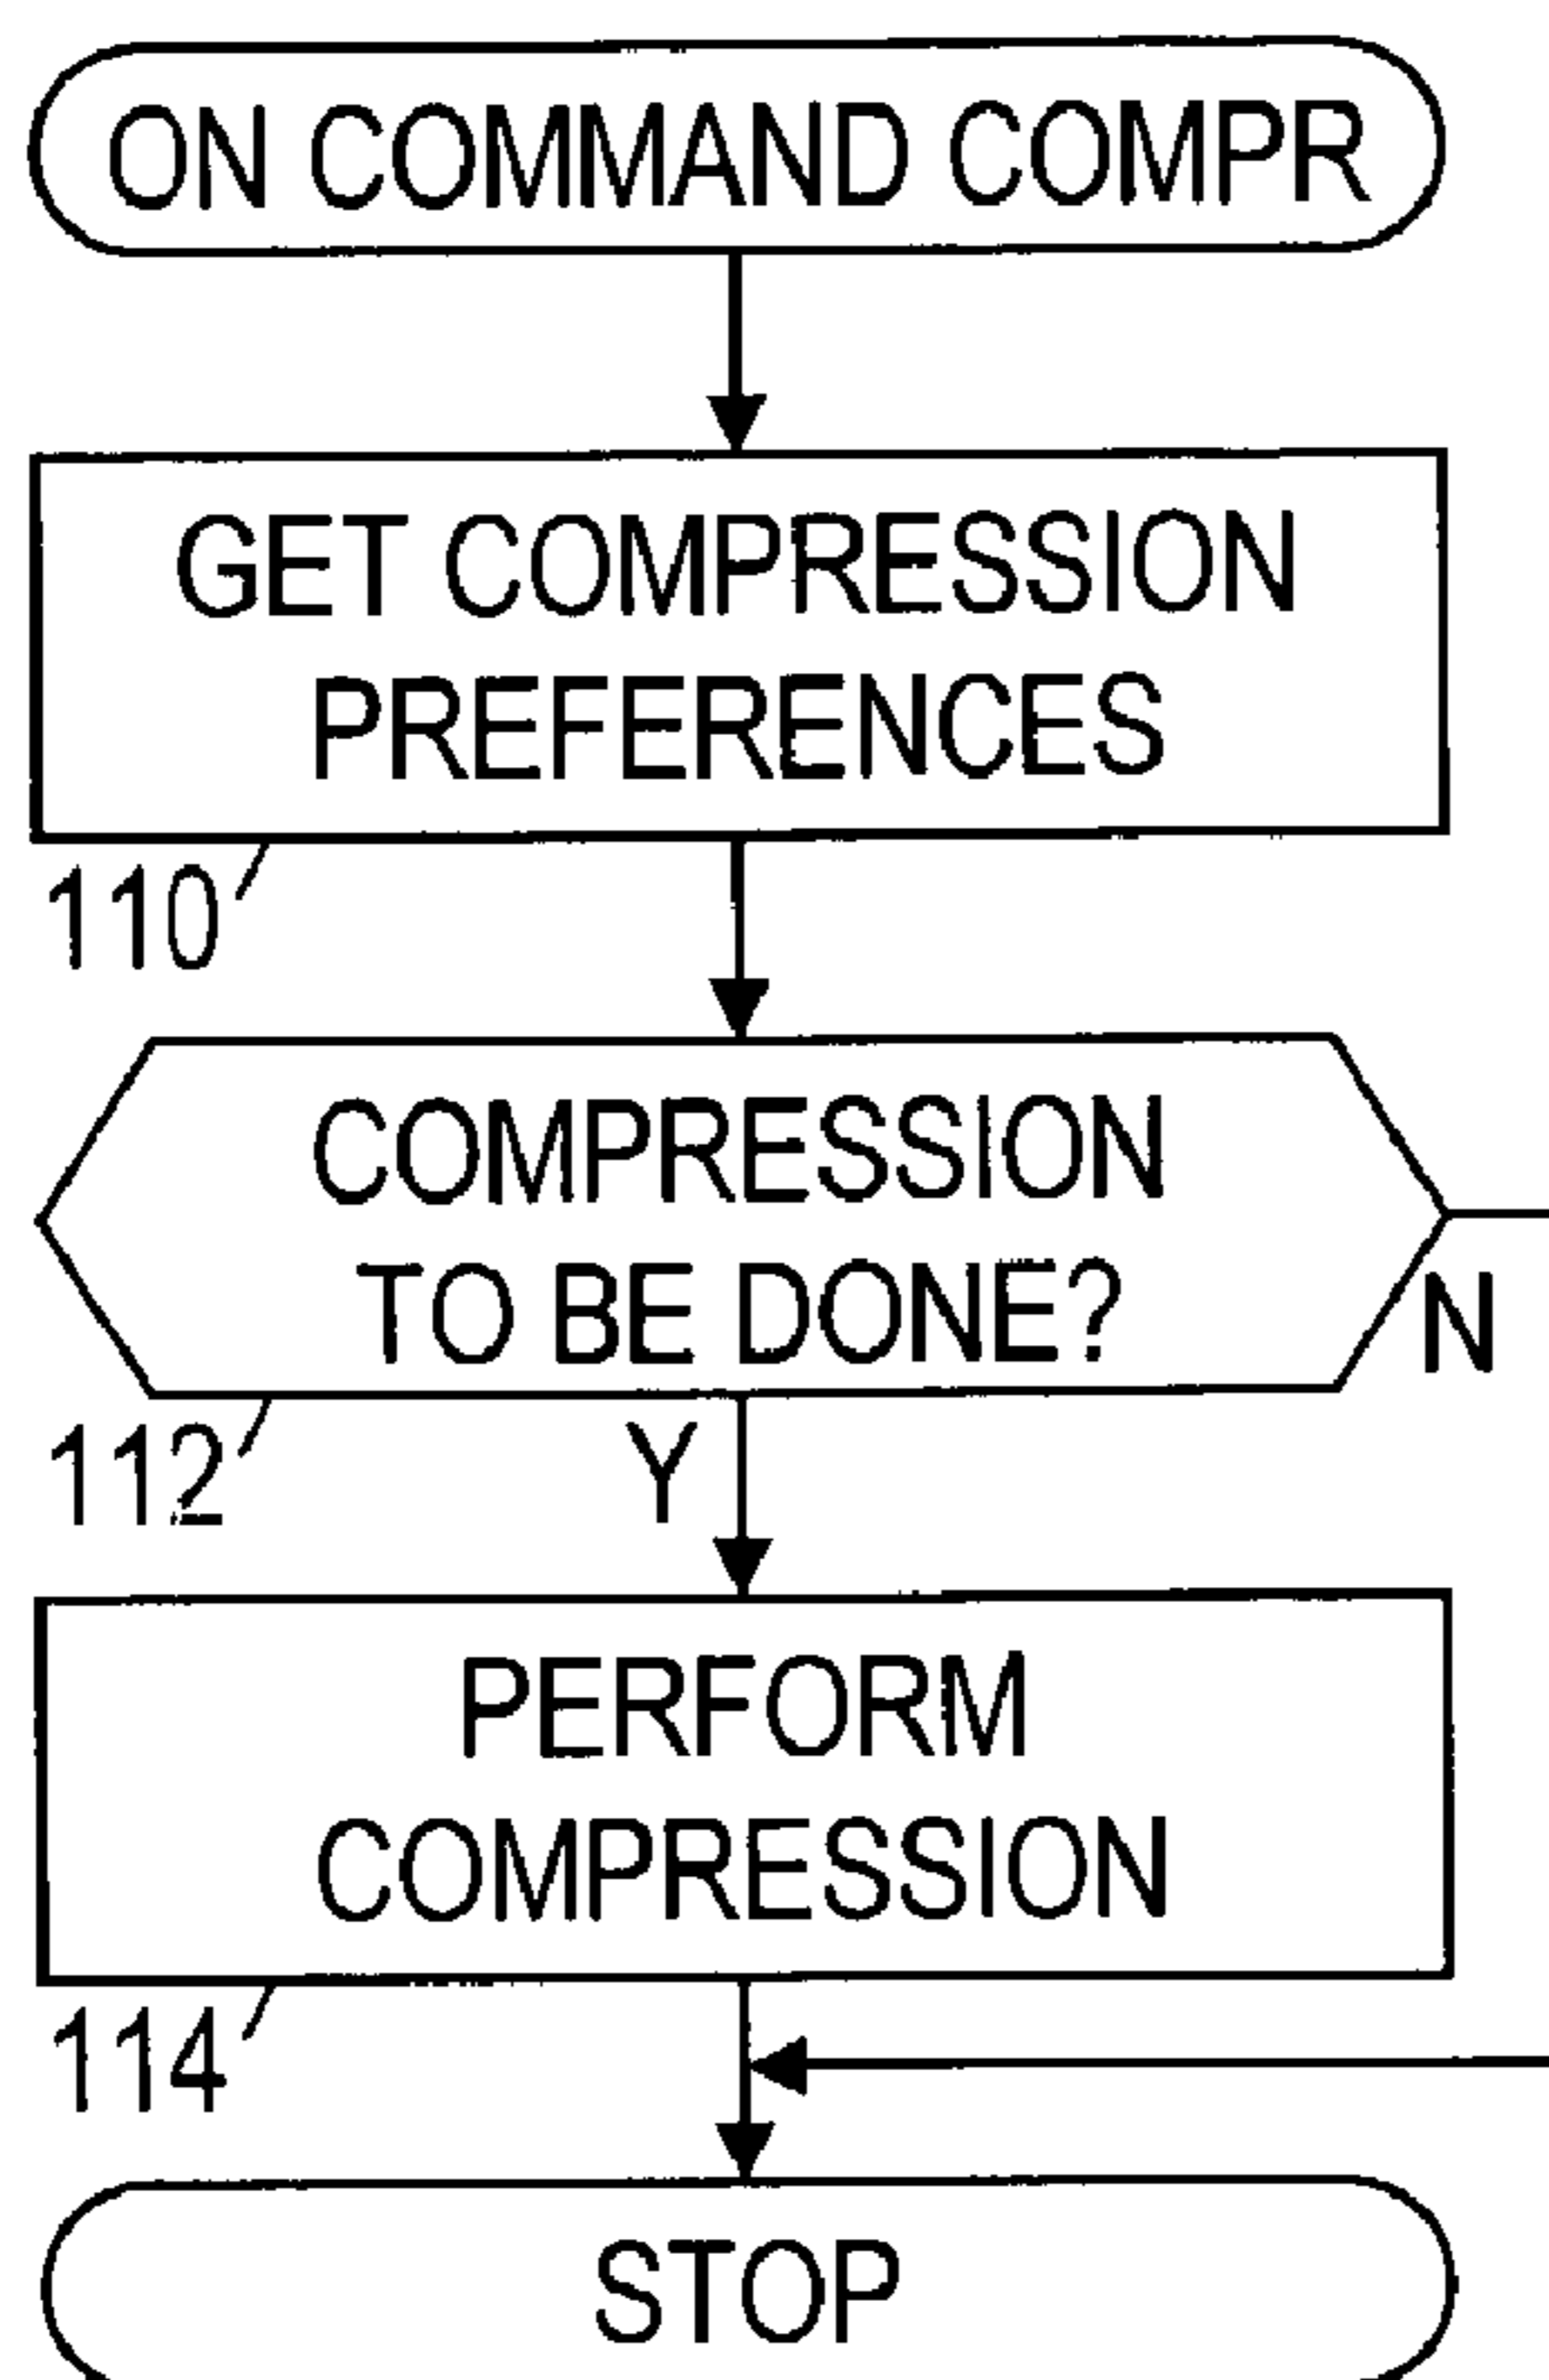 ON COMMAND COMPR
GET COMPRESSION
PREFERENCES
110
COMPRESSION
TO BE DONE?
N
112
Y
PERFORM
COMPRESSION
114
STOP